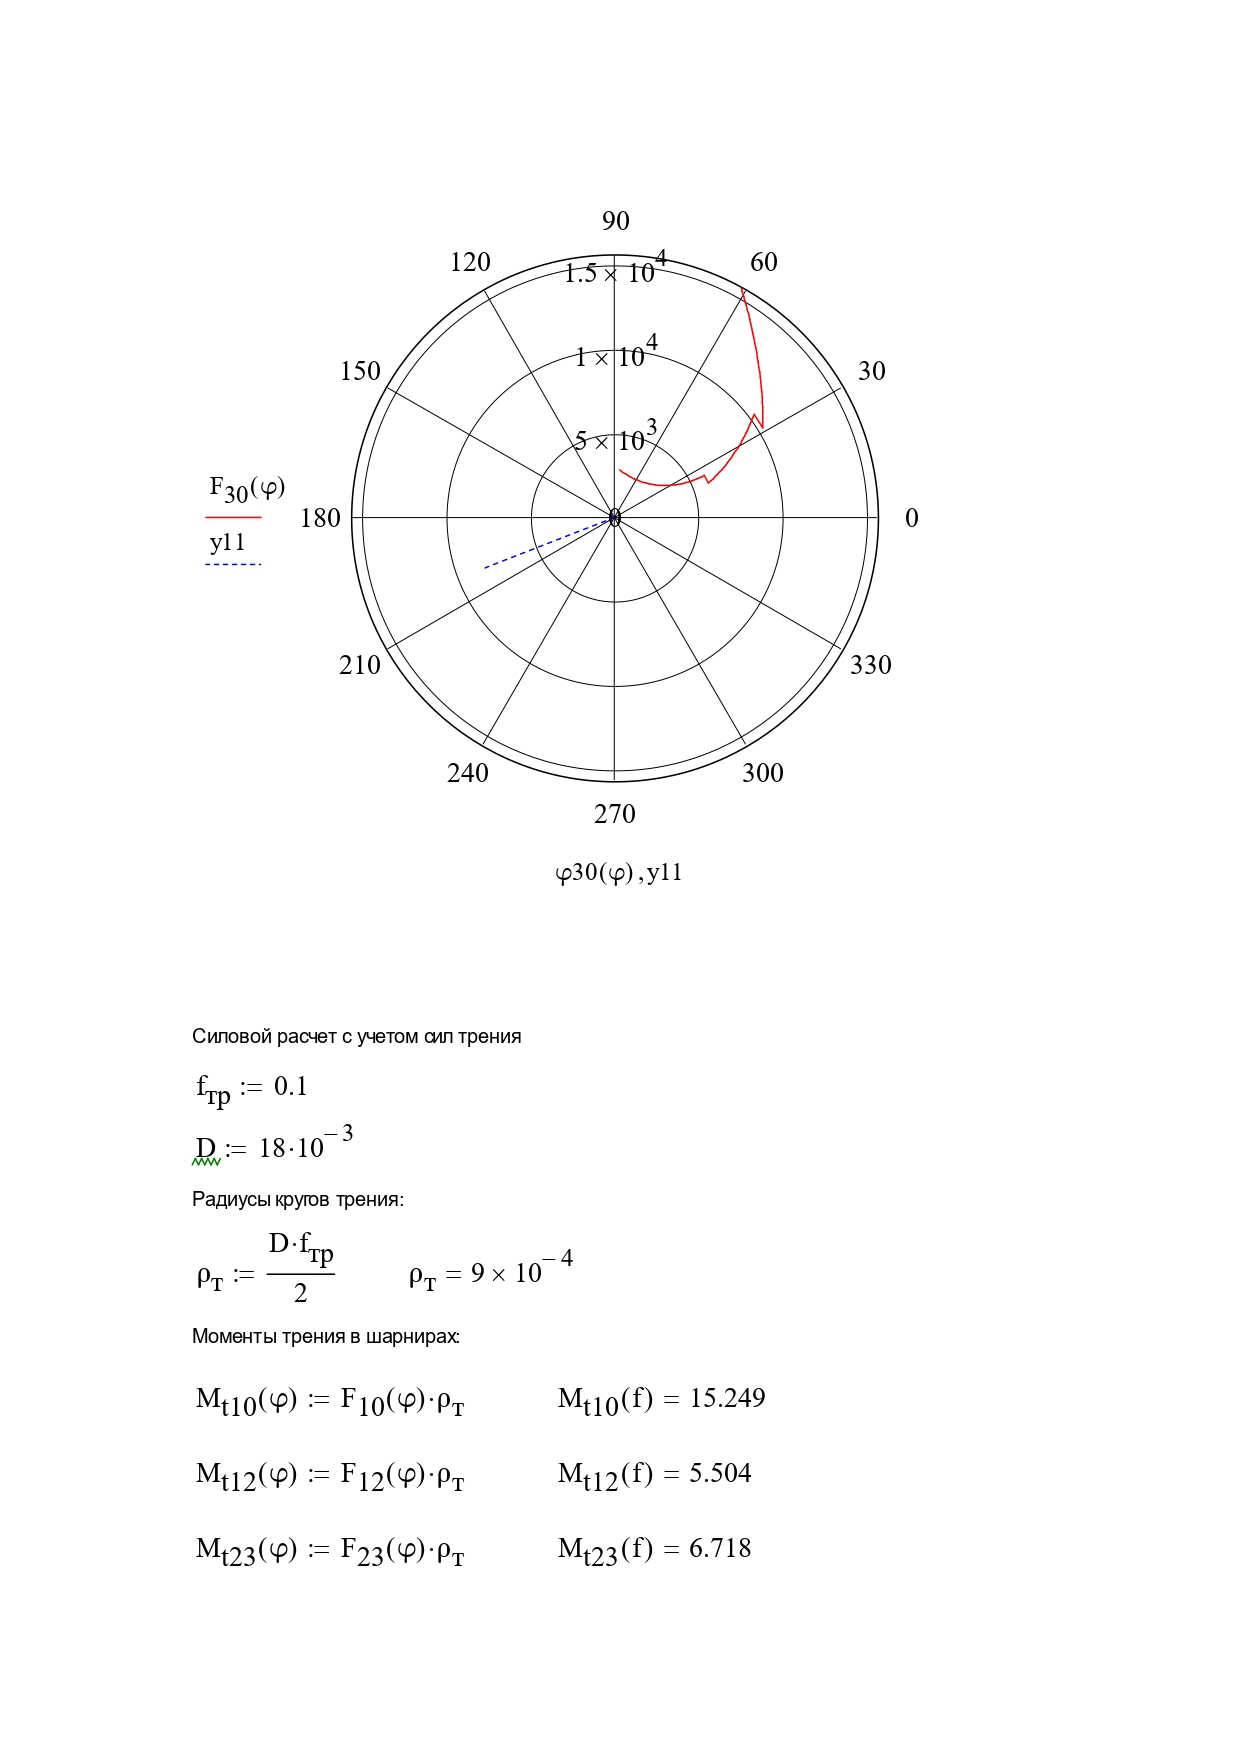 90
120
60
1.5 × 10^4
1 × 10^4
150
30
5 × 10^3
F30(φ)
y11
180
0
0
210
330
240
300
270
φ30(φ) , y11
Силовой расчет с учетом сил трения
fтр := 0.1
D := 18·10^−3
Радиусы кругов трения:
ρт := D·fтр / 2    ρт = 9 × 10^−4
Моменты трения в шарнирах:
Mt10(φ) := F10(φ)·ρт    Mt10(f) = 15.249
Mt12(φ) := F12(φ)·ρт    Mt12(f) = 5.504
Mt23(φ) := F23(φ)·ρт    Mt23(f) = 6.718